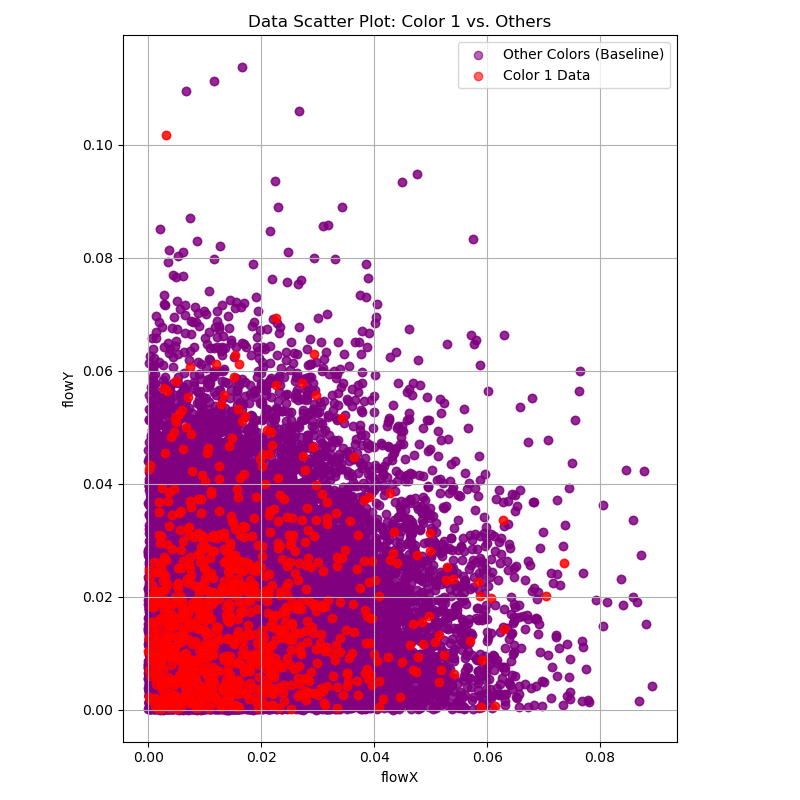 Data Scatter Plot: Color 1 vs. Others
Other Colors (Baseline)
Color 1 Data
0.10
0.08
0.06
0.04
0.02
0.00
flowY
0.00 0.02 0.04 0.06 0.08
flowX